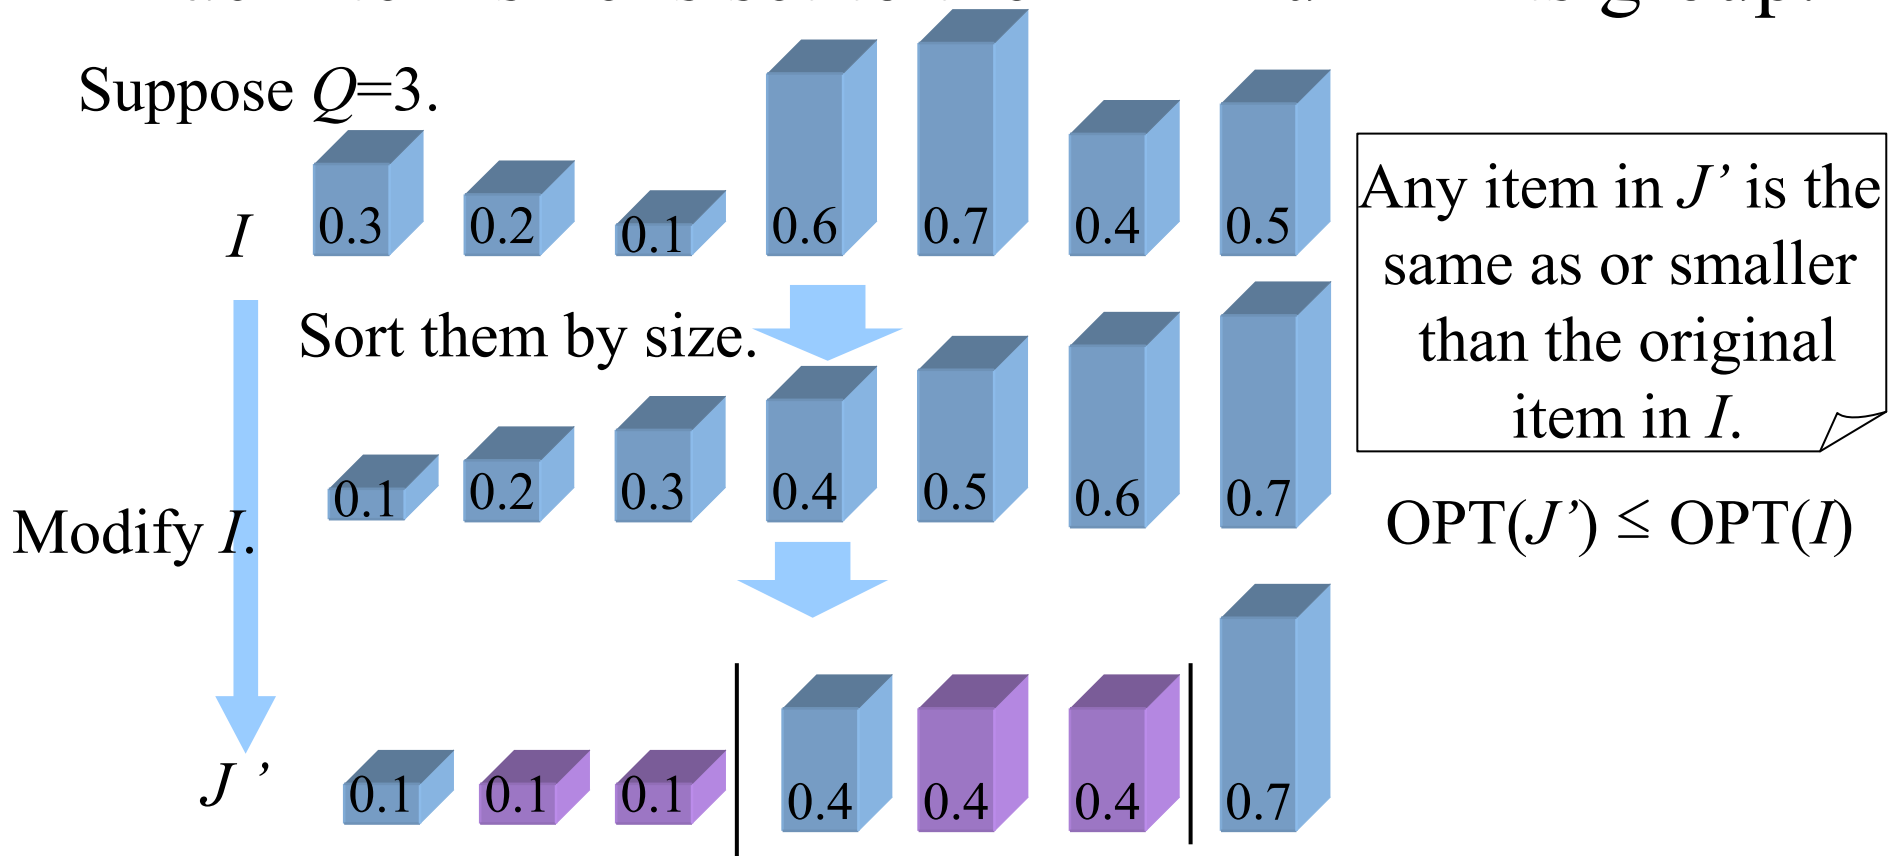 Suppose Q=3.
I
0.3 0.2 0.1 0.6 0.7 0.4 0.5
Any item in J’ is the
same as or smaller
than the original
item in I.
Sort them by size.
0.1 0.2 0.3 0.4 0.5 0.6 0.7
Modify I.
OPT(J’) ≦ OPT(I)
J ’
0.1 0.1 0.1 0.4 0.4 0.4 0.7